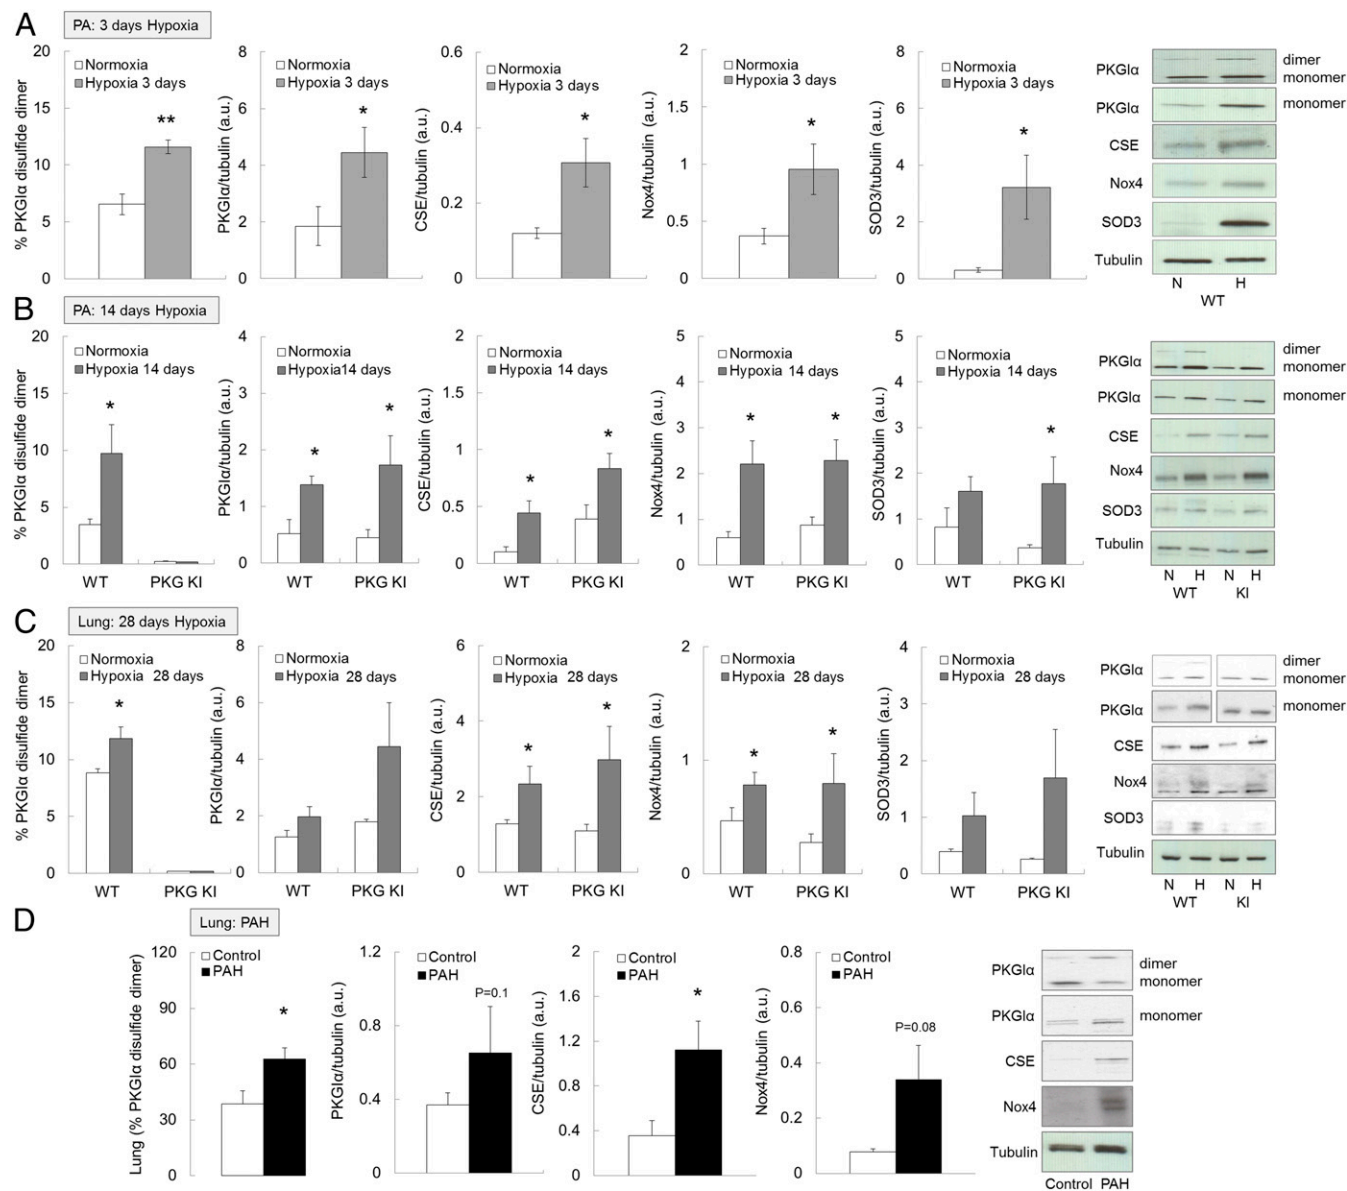 A
PA: 3 days Hypoxia
% PKGIα disulfide dimer
20
15
10
5
0
Normoxia
Hypoxia 3 days
**
PKGIα/tubulin (a.u.)
8
6
4
2
0
Normoxia
Hypoxia 3 days
*
CSE/tubulin (a.u.)
0.6
0.4
0.2
0
Normoxia
Hypoxia 3 days
*
Nox4/tubulin (a.u.)
2
1.5
1
0.5
0
Normoxia
Hypoxia 3 days
*
SOD3/tubulin (a.u.)
8
6
4
2
0
Normoxia
Hypoxia 3 days
*
PKGIα
dimer
monomer
PKGIα
monomer
CSE
Nox4
SOD3
Tubulin
N H
WT
B
PA: 14 days Hypoxia
% PKGIα disulfide dimer
20
15
10
5
0
Normoxia
Hypoxia 14 days
*
WT PKG KI
PKGIα/tubulin (a.u.)
4
3
2
1
0
Normoxia
Hypoxia14 days
* *
WT PKG KI
CSE/tubulin (a.u.)
2
1.5
1
0.5
0
Normoxia
Hypoxia 14 days
* *
WT PKG KI
Nox4/tubulin (a.u.)
5
4
3
2
1
0
Normoxia
Hypoxia 14 days
* *
WT PKG KI
SOD3/tubulin (a.u.)
5
4
3
2
1
0
Normoxia
Hypoxia 14 days
*
WT PKG KI
PKGIα
dimer
monomer
PKGIα
monomer
CSE
Nox4
SOD3
Tubulin
N H N H
WT KI
C
Lung: 28 days Hypoxia
% PKGIα disulfide dimer
20
15
10
5
0
Normoxia
Hypoxia 28 days
*
WT PKG KI
PKGIα/tubulin (a.u.)
8
6
4
2
0
Normoxia
Hypoxia 28 days
WT PKG KI
CSE/tubulin (a.u.)
6
4
2
0
Normoxia
Hypoxia 28 days
* *
WT PKG KI
Nox4/tubulin (a.u.)
2
1
0
Normoxia
Hypoxia 28 days
* *
WT PKG KI
SOD3/tubulin (a.u.)
4
3
2
1
0
Normoxia
Hypoxia 28 days
WT PKG KI
PKGIα
dimer
monomer
PKGIα
monomer
CSE
Nox4
SOD3
Tubulin
N H N H
WT KI
D
Lung: PAH
Lung (% PKGIα disulfide dimer)
120
90
60
30
0
Control
PAH
*
PKGIα/tubulin (a.u.)
1.2
0.8
0.4
0
Control
PAH
P=0.1
CSE/tubulin (a.u.)
2
1.6
1.2
0.8
0.4
0
Control
PAH
*
Nox4/tubulin (a.u.)
0.8
0.6
0.4
0.2
0
Control
PAH
P=0.08
PKGIα
dimer
monomer
PKGIα
monomer
CSE
Nox4
Tubulin
Control PAH